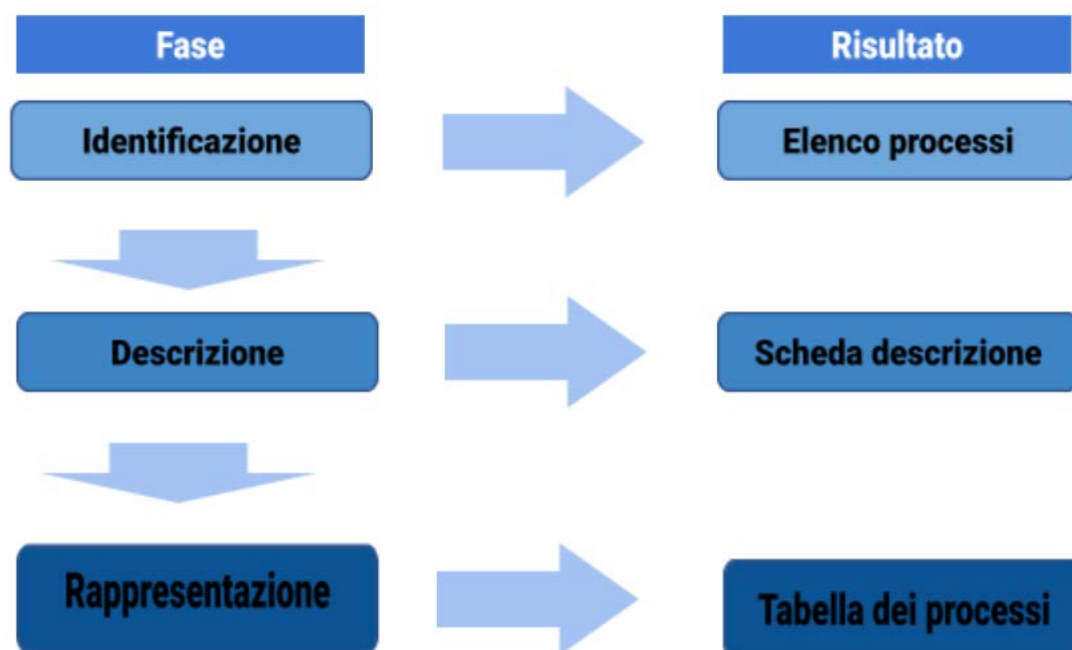 Fase
Risultato
Identificazione
Elenco processi
Descrizione
Scheda descrizione
Rappresentazione
Tabella dei processi